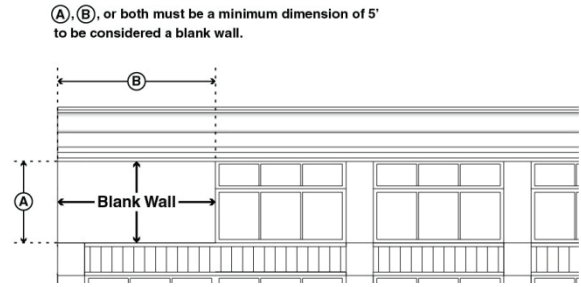 Ⓐ, Ⓑ, or both must be a minimum dimension of 5'
to be considered a blank wall.
B
A
Blank Wall